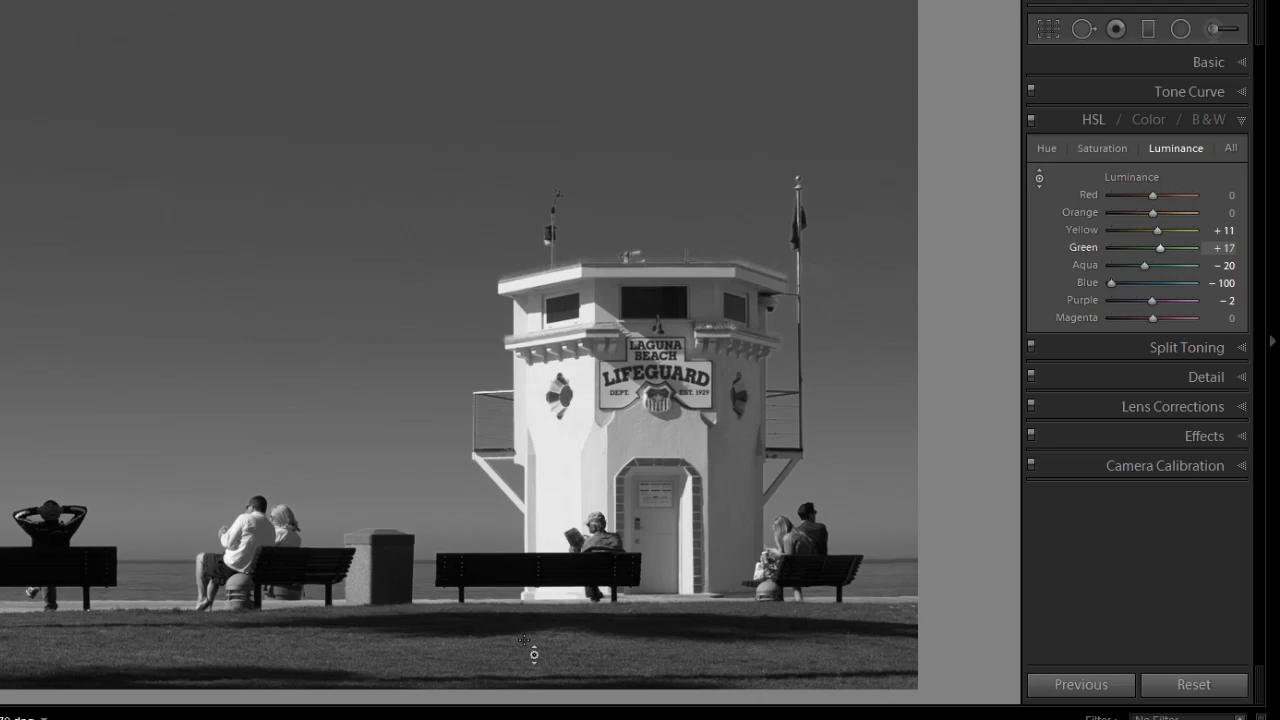 Basic
Tone Curve
HSL / Color / B & W
Hue Saturation Luminance All
Luminance
Red 0
Orange 0
Yellow + 11
Green + 17
Aqua − 20
Blue − 100
Purple − 2
Magenta 0
Split Toning
Detail
Lens Corrections
Effects
Camera Calibration
Previous Reset
LAGUNA
BEACH
LIFEGUARD
DEPT. EST. 1929
Filter : No Filter